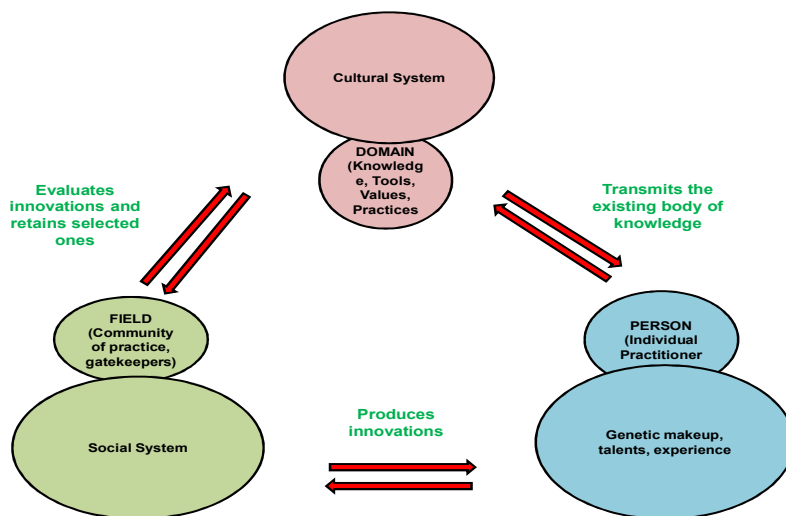 Cultural System
DOMAIN
(Knowledg
e, Tools,
Values,
Practices
Evaluates
innovations and
retains selected
ones
Transmits the
existing body of
knowledge
FIELD
(Community
of practice,
gatekeepers)
PERSON
(Individual
Practitioner
Produces
innovations
Social System
Genetic makeup,
talents, experience